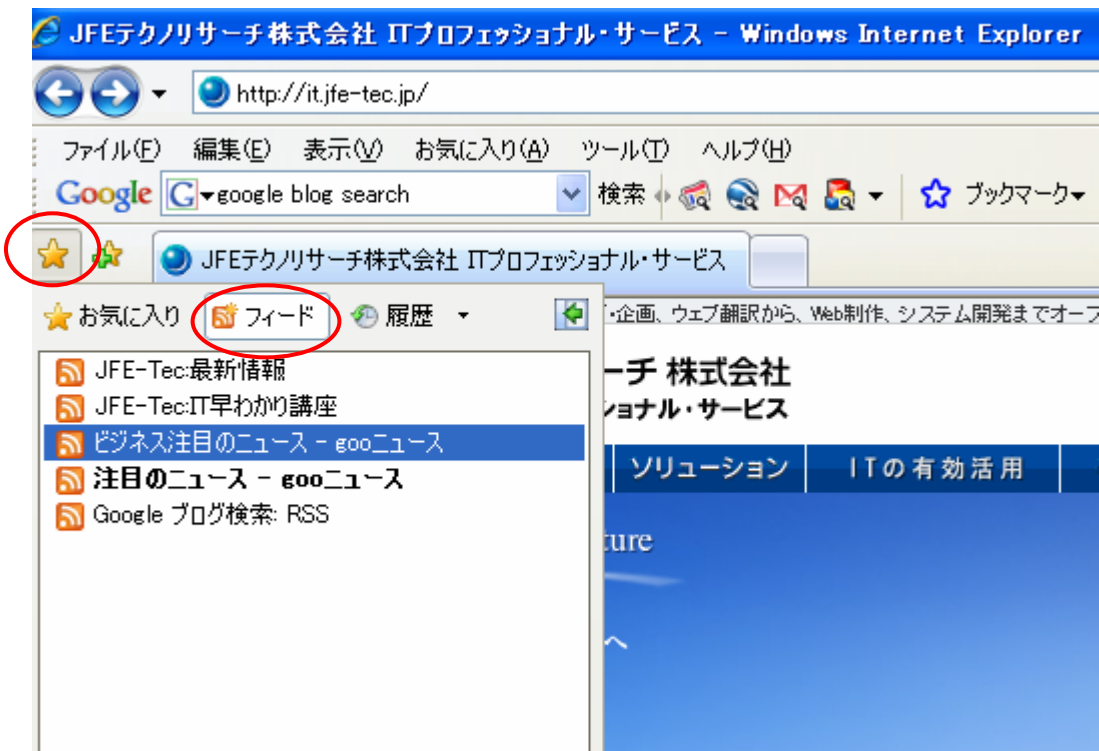 JFEテクノリサーチ株式会社 ITプロフェッショナル・サービス - Windows Internet Explorer
http://it.jfe-tec.jp/
ファイル(F) 編集(E) 表示(V) お気に入り(A) ツール(T) ヘルプ(H)
Google G google blog search 検索 ブックマーク
JFEテクノリサーチ株式会社 ITプロフェッショナル・サービス
お気に入り フィード 履歴
・企画、ウェブ翻訳から、Web制作、システム開発までオープ
JFE-Tec:最新情報
ーチ 株式会社
JFE-Tec:IT早わかり講座
ョナル・サービス
ビジネス注目のニュース - gooニュース
ソリューション ITの有効活用
注目のニュース - gooニュース
Google ブログ検索: RSS
ture
へ